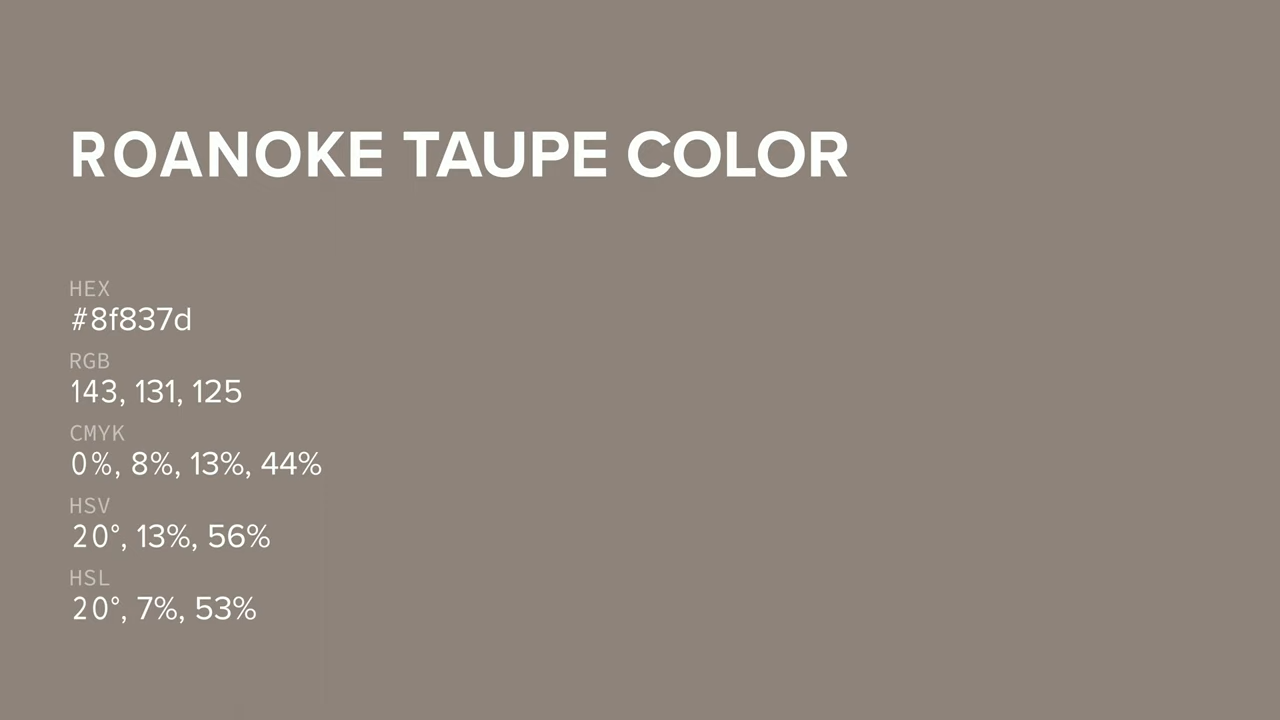 ROANOKE TAUPE COLOR
HEX
#8f837d
RGB
143, 131, 125
CMYK
0%, 8%, 13%, 44%
HSV
20°, 13%, 56%
HSL
20°, 7%, 53%